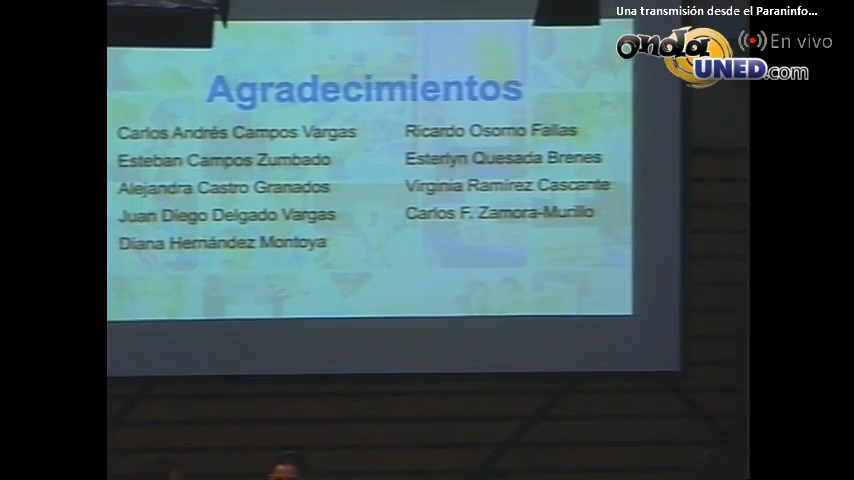 Una transmisión desde el Paraninfo...
onda
UNED.com
En vivo
Agradecimientos
Carlos Andrés Campos Vargas
Esteban Campos Zumbado
Alejandra Castro Granados
Juan Diego Delgado Vargas
Diana Hernández Montoya
Ricardo Osorno Fallas
Esterlyn Quesada Brenes
Virginia Ramírez Cascante
Carlos F. Zamora-Murillo